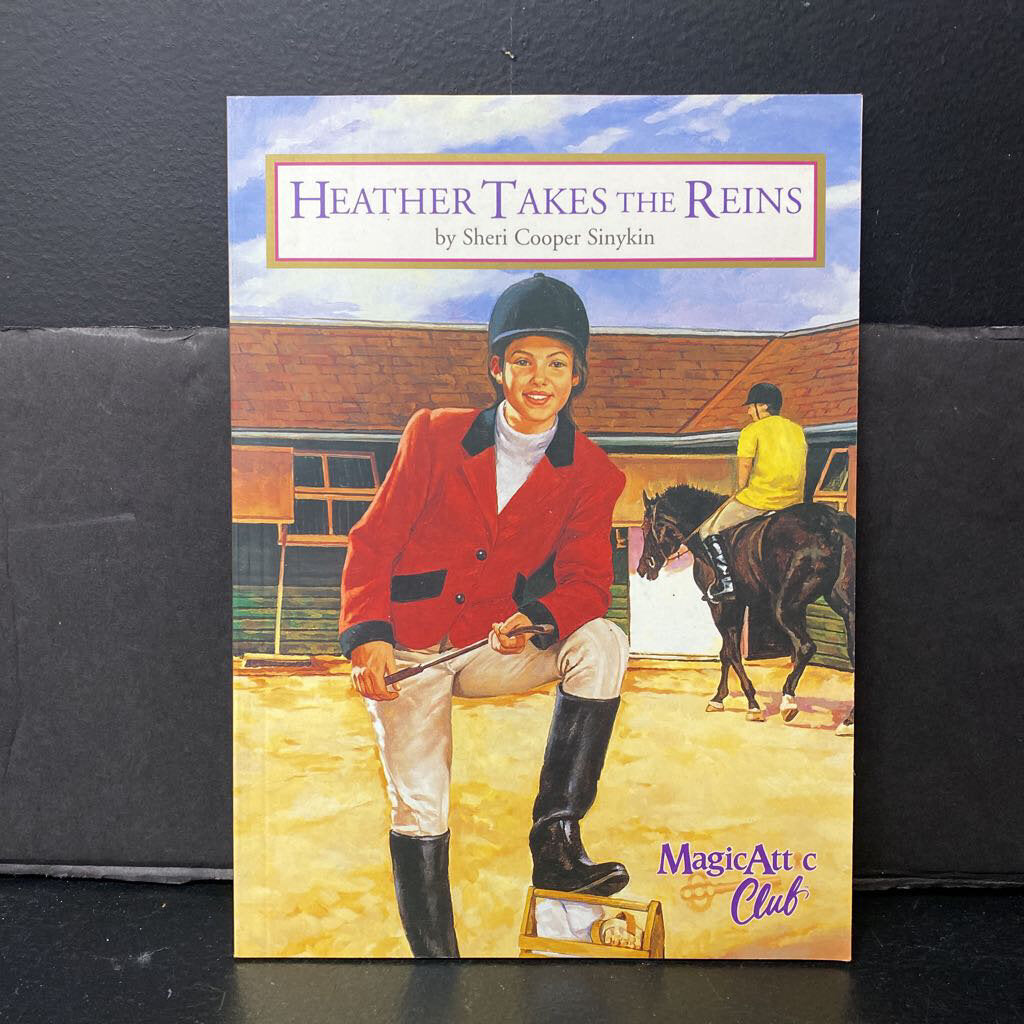 HEATHER TAKES THE REINS
by Sheri Cooper Sinykin
MagicAttic
Club